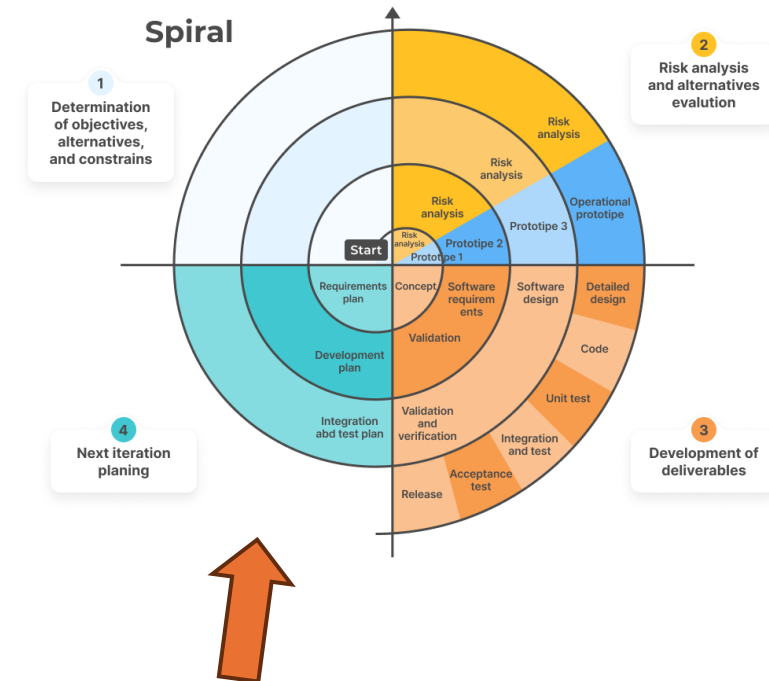 Spiral
1
Determination
of objectives,
alternatives,
and constrains
2
Risk analysis
and alternatives
evalution
Risk
analysis
Risk
analysis
Risk
analysis
Risk
analysis
Operational
prototipe
Prototipe 3
Prototipe 2
Prototipe 1
Start
Requirements
plan
Concept
Software
requirem
ents
Software
design
Detailed
design
Validation
Code
Development
plan
Unit test
Integration
abd test plan
Validation
and
verification
Integration
and test
Acceptance
test
Release
4
Next iteration
planing
3
Development of
deliverables